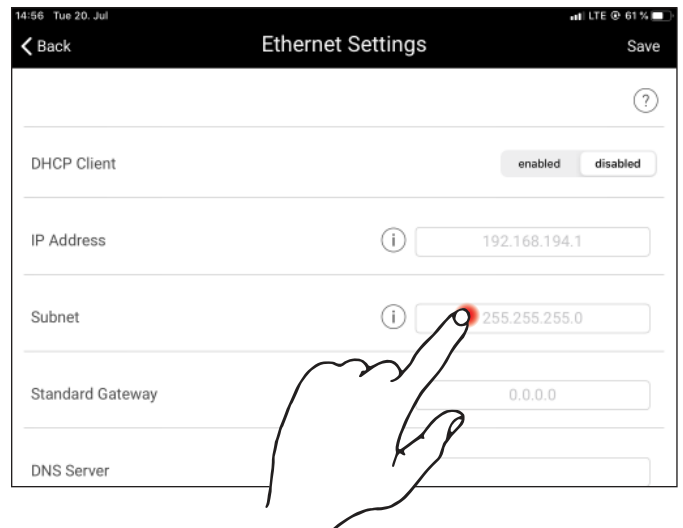 14:56 Tue 20. Jul LTE 61 %
Back Ethernet Settings Save
?
DHCP Client enabled disabled
IP Address i 192.168.194.1
Subnet i 255.255.255.0
Standard Gateway 0.0.0.0
DNS Server